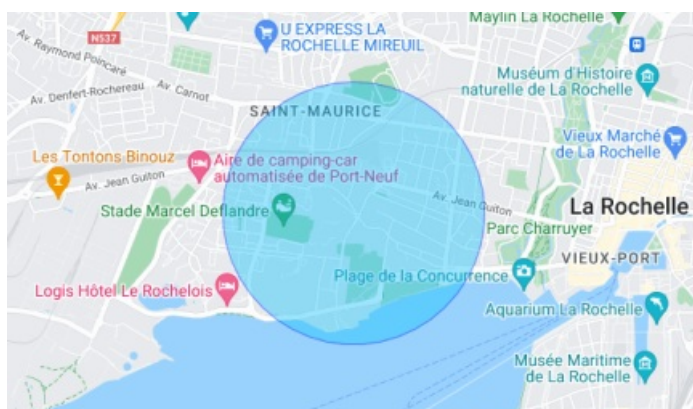 Maylin La Rochelle
U EXPRESS LA
ROCHELLE MIREUIL
N537
Av. Raymond Poincaré
Muséum d'Histoire
naturelle de La Rochelle
Av. Denfert-Rochereau
Av. Carnot
SAINT-MAURICE
Vieux Marché
de La Rochelle
Les Tontons Binouz
Aire de camping-car
automatisée de Port-Neuf
Av. Jean Guiton
Av. Jean Guiton
Stade Marcel Deflandre
La Rochelle
Parc Charruyer
VIEUX-PORT
Plage de la Concurrence
Logis Hôtel Le Rochelois
Aquarium La Rochelle
Musée Maritime
de La Rochelle